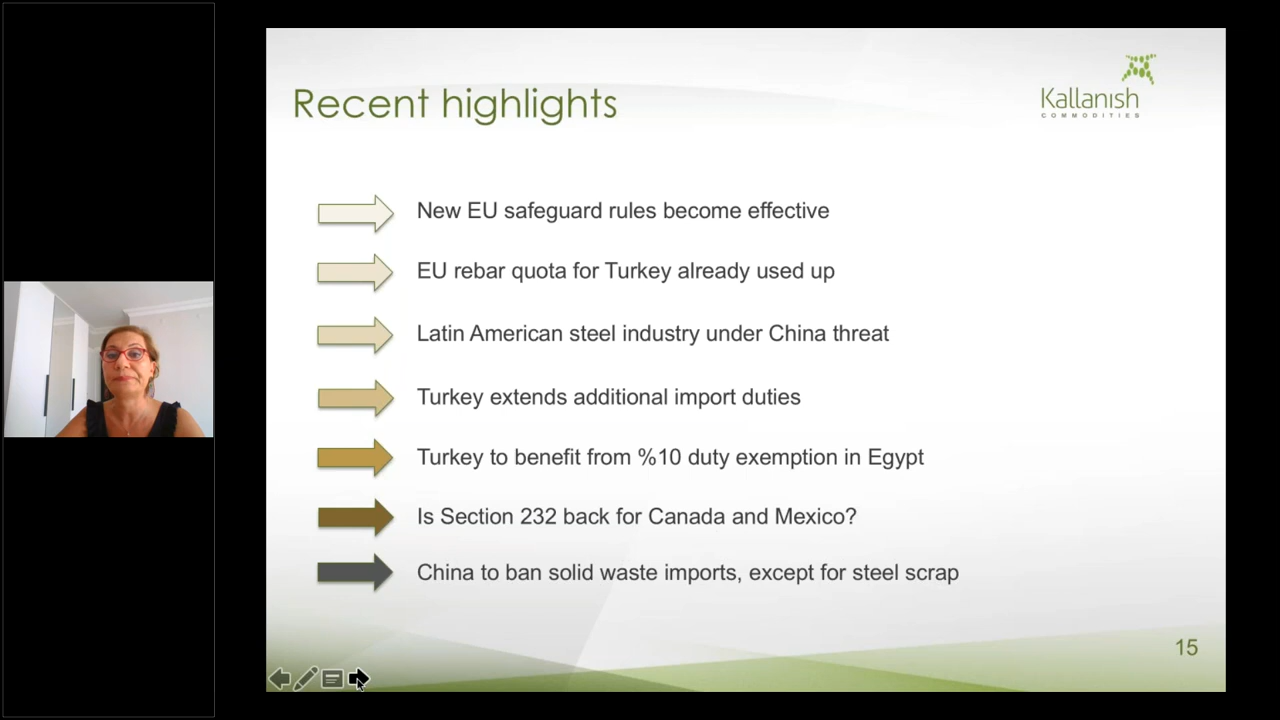 Recent highlights
Kallanish
COMMODITIES
New EU safeguard rules become effective
EU rebar quota for Turkey already used up
Latin American steel industry under China threat
Turkey extends additional import duties
Turkey to benefit from %10 duty exemption in Egypt
Is Section 232 back for Canada and Mexico?
China to ban solid waste imports, except for steel scrap
15